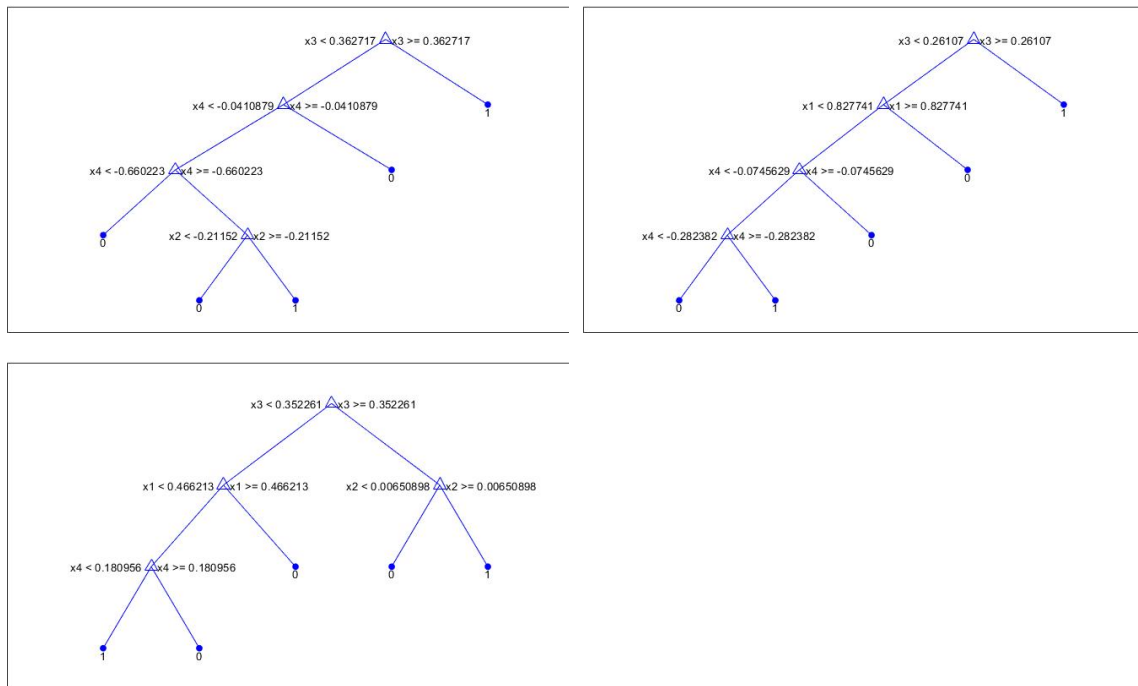 x3 < 0.362717 x3 >= 0.362717
x4 < -0.0410879 x4 >= -0.0410879
1
x4 < -0.660223 x4 >= -0.660223
0
0
x2 < -0.21152 x2 >= -0.21152
0
1
x3 < 0.26107 x3 >= 0.26107
x1 < 0.827741 x1 >= 0.827741
1
x4 < -0.0745629 x4 >= -0.0745629
0
x4 < -0.282382 x4 >= -0.282382
0
0
1
x3 < 0.352261 x3 >= 0.352261
x1 < 0.466213 x1 >= 0.466213
x2 < 0.00650898 x2 >= 0.00650898
x4 < 0.180956 x4 >= 0.180956
0
0
1
1
0